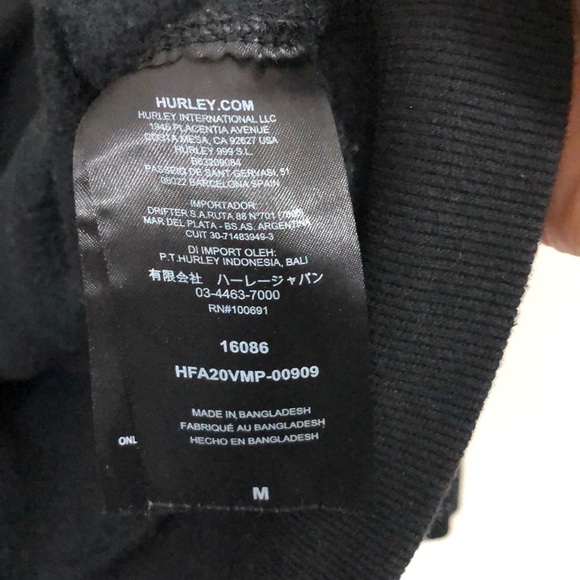 HURLEY.COM
HURLEY INTERNATIONAL LLC
1945 PLACENTIA AVENUE
COSTA MESA, CA 92627 USA
HURLEY 999 S.L.
B63209084
PASSEIG DE SANT GERVASI, 51
08022 BARCELONA SPAIN
IMPORTADOR:
DRIFTER S.A. RUTA 88 N°701 (7600)
MAR DEL PLATA - BS.AS. ARGENTINA
CUIT 30-71483949-3
DI IMPORT OLEH:
P.T.HURLEY INDONESIA, BALI
有限会社 ハーレージャパン
03-4463-7000
RN#100691
16086
HFA20VMP-00909
MADE IN BANGLADESH
FABRIQUÉ AU BANGLADESH
HECHO EN BANGLADESH
ONL
M